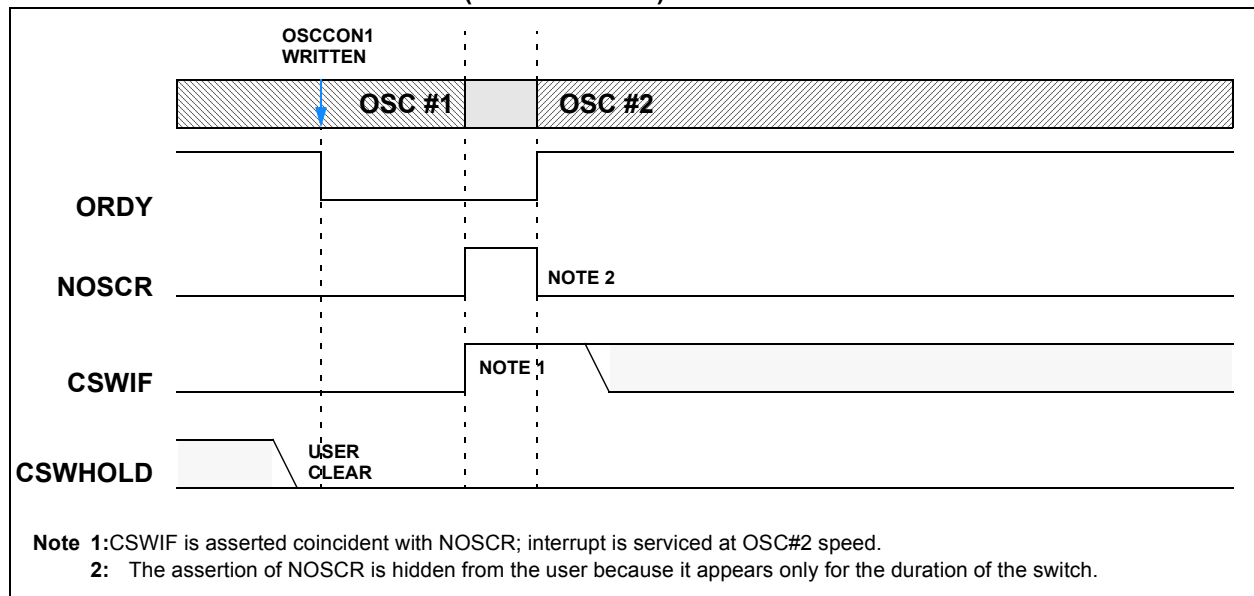 OSCCON1
WRITTEN
OSC #1
OSC #2
ORDY
NOSCR
NOTE 2
CSWIF
NOTE 1
CSWHOLD
USER
CLEAR
Note 1:CSWIF is asserted coincident with NOSCR; interrupt is serviced at OSC#2 speed.
2: The assertion of NOSCR is hidden from the user because it appears only for the duration of the switch.